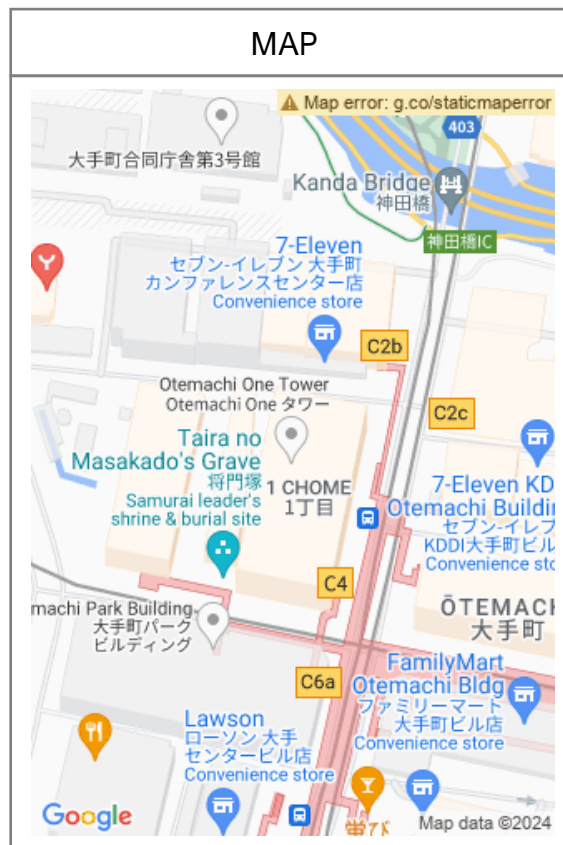 MAP
Map error: g.co/staticmaperror
403
大手町合同庁舎第3号館
Kanda Bridge
神田橋
神田橋IC
7-Eleven
セブン-イレブン 大手町
カンファレンスセンター店
Convenience store
C2b
Otemachi One Tower
Otemachi One タワー
C2c
Taira no
Masakado's Grave
将門塚
Samurai leader's
shrine & burial site
1 CHOME
1丁目
7-Eleven KD
Otemachi Buildin
セブン-イレブ
KDDI大手町ビル
Convenience sto
C4
ŌTEMACH
大手町
machi Park Building
大手町パーク
ビルディング
C6a
FamilyMart
Otemachi Bldg
ファミリーマート
大手町ビル店
Convenience store
Lawson
ローソン 大手
センタービル店
Convenience store
Google
Map data ©2024